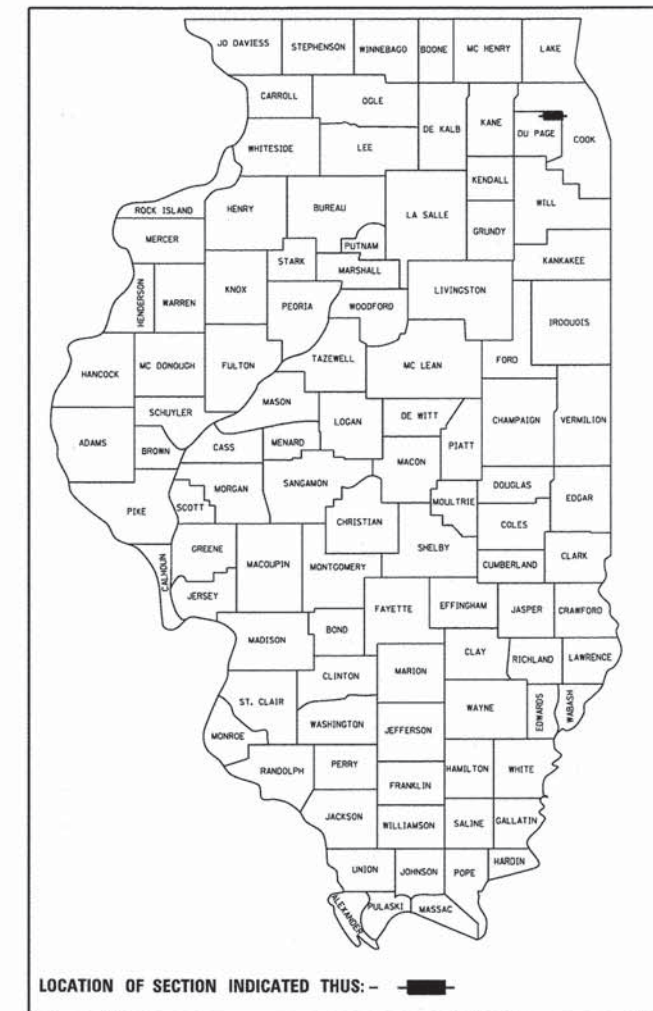 JO DAVIESS STEPHENSON WINNEBAGO BOONE MC HENRY LAKE
CARROLL OGLE DE KALB KANE COOK
DU PAGE
WHITESIDE LEE
KENDALL
WILL
ROCK ISLAND HENRY BUREAU LA SALLE
MERCER GRUNDY
PUTNAM
STARK KANKAKEE
MARSHALL
HENDERSON WARREN KNOX LIVINGSTON
PEORIA WOODFORD IROQUOIS
HANCOCK MC DONOUGH FULTON TAZEWELL MC LEAN FORD
MASON
SCHUYLER DE WITT CHAMPAIGN VERMILION
LOGAN
ADAMS BROWN CASS MENARD PIATT
MACON
MORGAN SANGAMON DOUGLAS EDGAR
PIKE SCOTT MOULTRIE
CHRISTIAN COLES
GREENE SHELBY
CALHOUN MACOUPIN MONTGOMERY CUMBERLAND CLARK
JERSEY
FAYETTE EFFINGHAM JASPER CRAWFORD
MADISON BOND
CLAY RICHLAND LAWRENCE
CLINTON MARION
ST. CLAIR WAYNE EDWARDS WABASH
WASHINGTON JEFFERSON
MONROE
PERRY HAMILTON WHITE
RANDOLPH FRANKLIN
JACKSON WILLIAMSON SALINE GALLATIN
HARDIN
UNION JOHNSON POPE
ALEXANDER PULASKI MASSAC
LOCATION OF SECTION INDICATED THUS: -